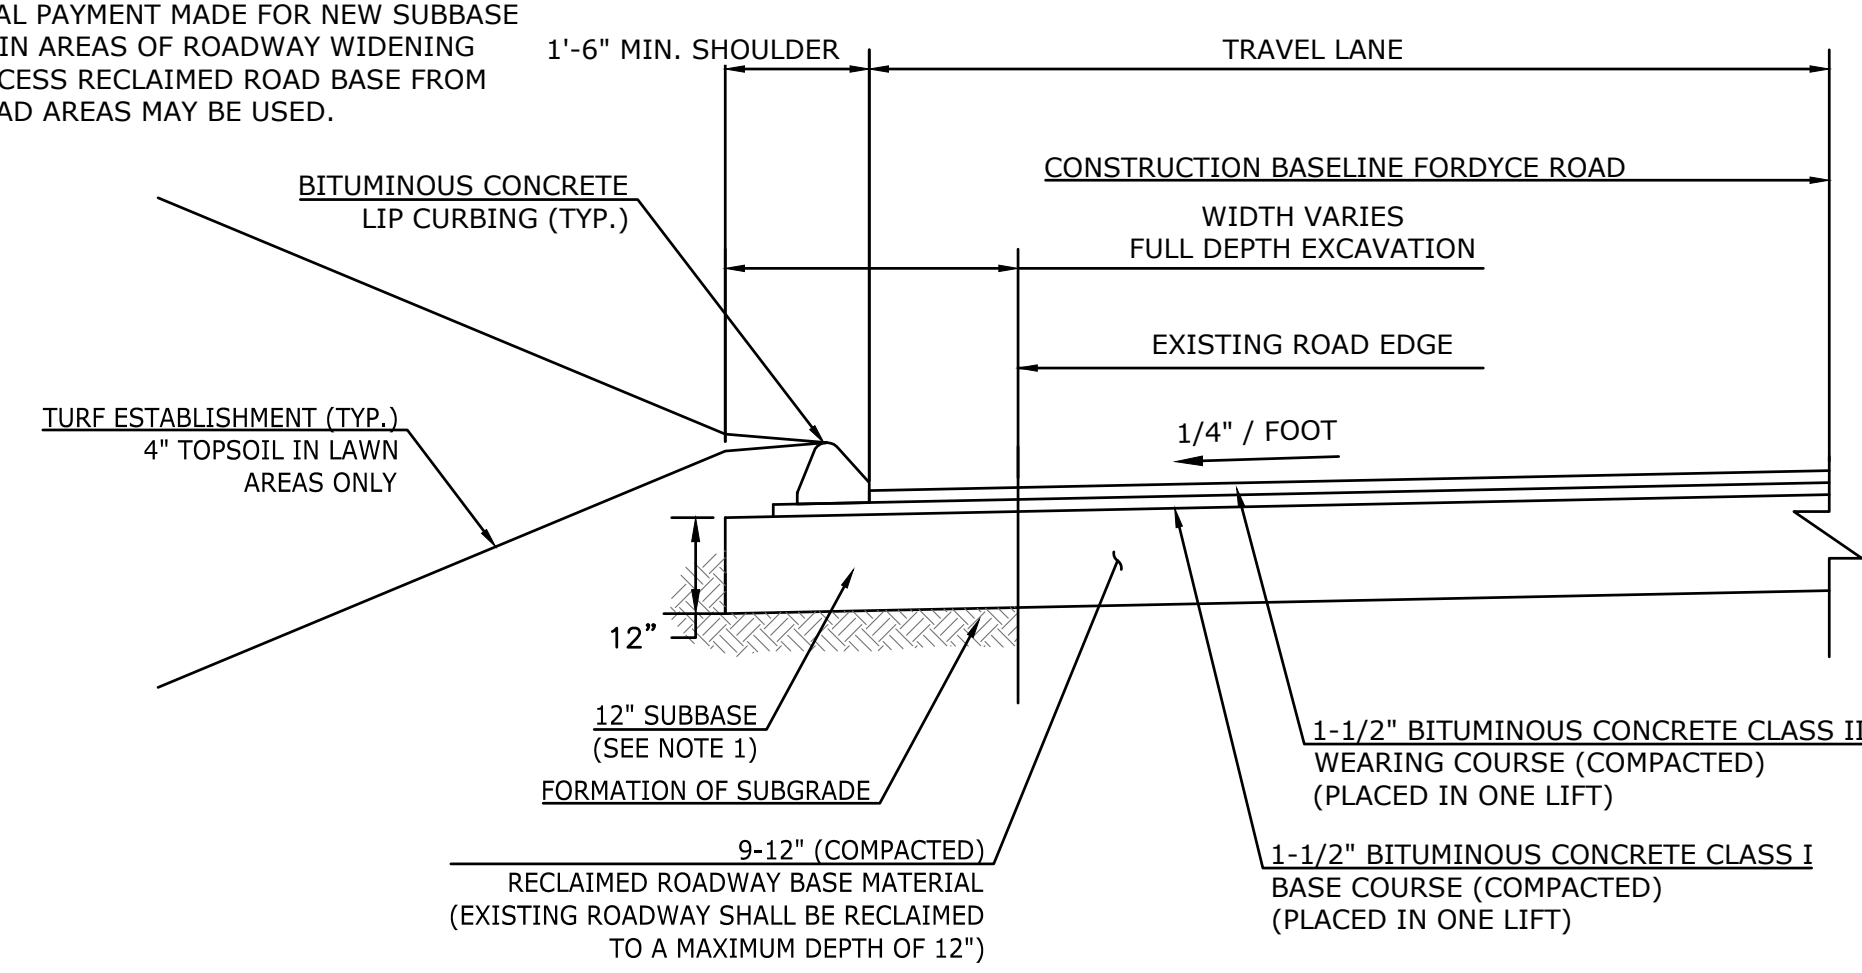 AL PAYMENT MADE FOR NEW SUBBASE
IN AREAS OF ROADWAY WIDENING
CESS RECLAIMED ROAD BASE FROM
AD AREAS MAY BE USED.
1'-6" MIN. SHOULDER
TRAVEL LANE
CONSTRUCTION BASELINE FORDYCE ROAD
BITUMINOUS CONCRETE
LIP CURBING (TYP.)
WIDTH VARIES
FULL DEPTH EXCAVATION
EXISTING ROAD EDGE
TURF ESTABLISHMENT (TYP.)
4" TOPSOIL IN LAWN
AREAS ONLY
1/4" / FOOT
12"
12" SUBBASE
(SEE NOTE 1)
FORMATION OF SUBGRADE
9-12" (COMPACTED)
RECLAIMED ROADWAY BASE MATERIAL
(EXISTING ROADWAY SHALL BE RECLAIMED
TO A MAXIMUM DEPTH OF 12")
1-1/2" BITUMINOUS CONCRETE CLASS II
WEARING COURSE (COMPACTED)
(PLACED IN ONE LIFT)
1-1/2" BITUMINOUS CONCRETE CLASS I
BASE COURSE (COMPACTED)
(PLACED IN ONE LIFT)